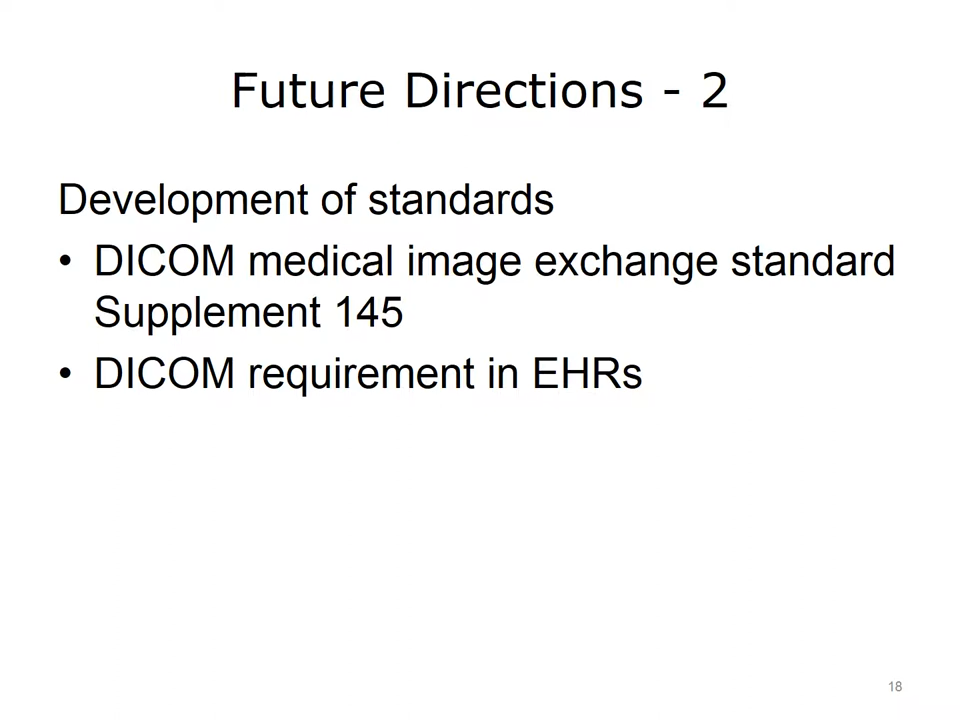 Future Directions - 2
Development of standards
• DICOM medical image exchange standard
Supplement 145
• DICOM requirement in EHRs
18